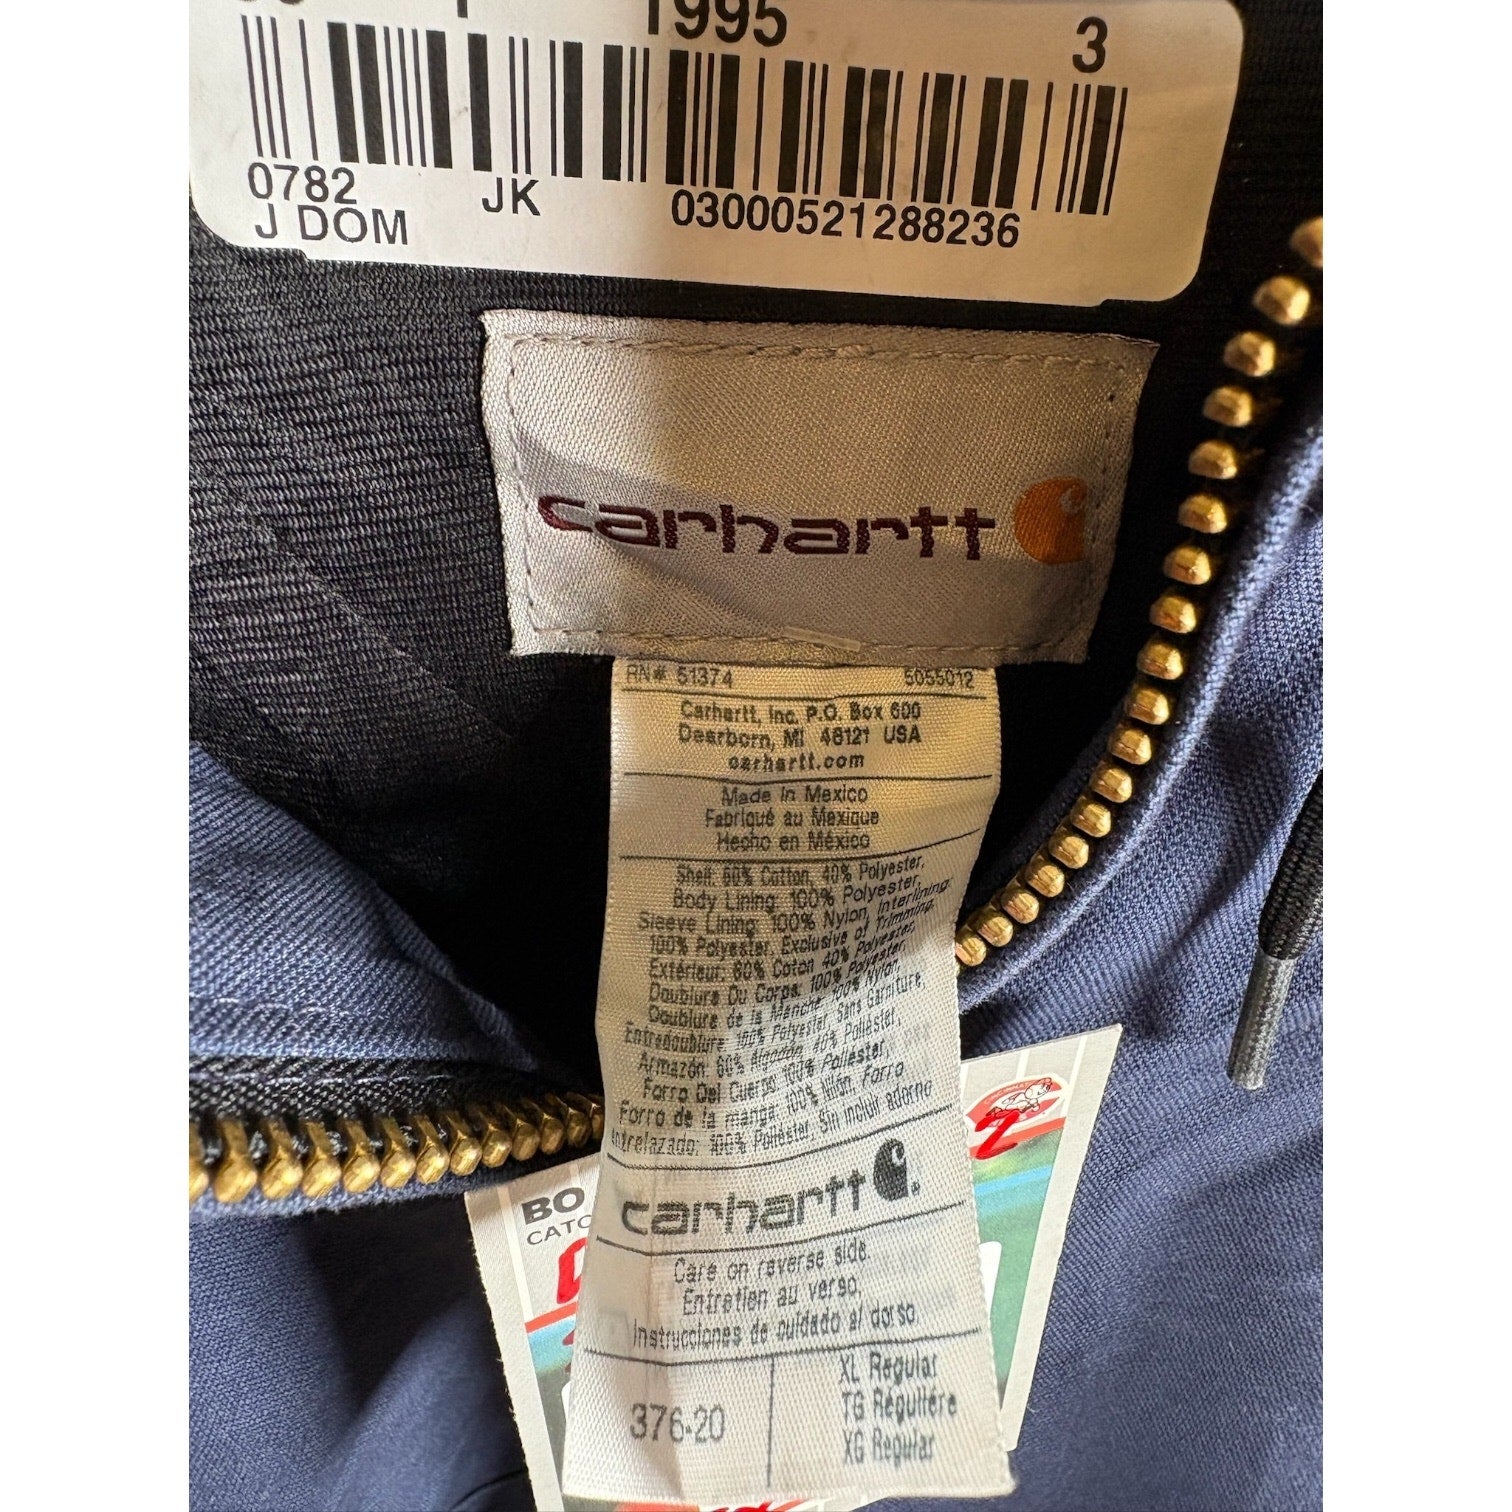 1995 3
0782 JK 03000521288236
J DOM
carhartt
RN# 51374 5055012
Carhartt, Inc. P.O. Box 600
Dearborn, MI 48121 USA
carhartt.com
Made in Mexico
Fabriqué au Mexique
Hecho en México
Shell: 60% Cotton, 40% Polyester,
Body Lining: 100% Polyester,
Sleeve Lining: 100% Nylon, Interlining:
100% Polyester, Exclusive of Trimming,
Extérieur: 60% Coton 40% Polyester,
Doublure Du Corps: 100% Polyester,
Doublure de la Manche: 100% Nylon,
Entredoublure: 100% Polyester, Sans Garniture,
Armazón: 60% Algodón, 40% Poliéster,
Forro Del Cuerpo: 100% Poliester,
Forro de la manga: 100% Nilón, Forro
entrelazado: 100% Poliéster, Sin incluir adorno
carhartt
Care on reverse side.
Entretien au verso.
Instrucciones de cuidado al dorso
376-20
XL Regular
TG Régulière
XG Regular
BO
CATC